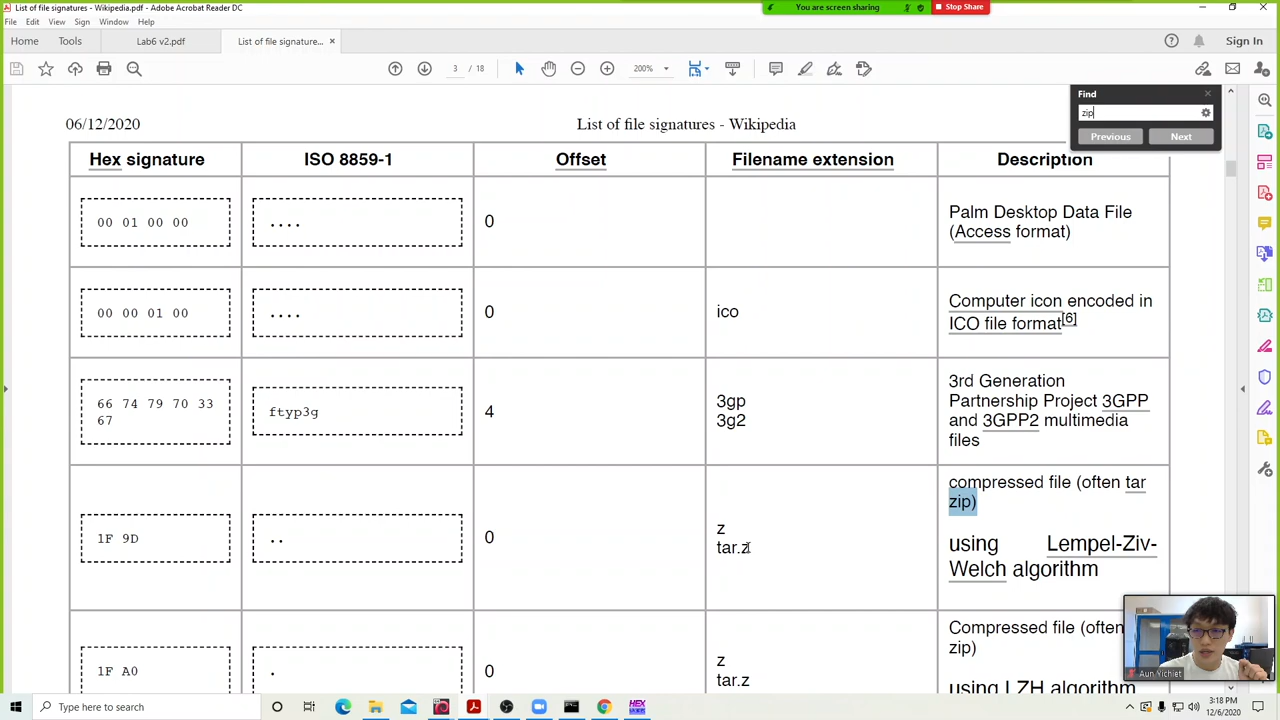 List of file signatures - Wikipedia.pdf - Adobe Acrobat Reader DC
You are screen sharing
Stop Share
File Edit View Sign Window Help
Home Tools Lab6 v2.pdf List of file signature... ×
Sign In
3 / 18 200%
Find
zip
Previous Next
06/12/2020 List of file signatures - Wikipedia
Hex signature ISO 8859-1 Offset Filename extension Description
00 01 00 00 .... 0 Palm Desktop Data File
(Access format)
00 00 01 00 .... 0 ico Computer icon encoded in
ICO file format[6]
66 74 79 70 33
67
ftyp3g
4
3gp
3g2
3rd Generation
Partnership Project 3GPP
and 3GPP2 multimedia
files
1F 9D
..
0
z
tar.z
compressed file (often tar
zip)
using Lempel-Ziv-
Welch algorithm
1F A0
.
0
z
tar.z
Compressed file (often
zip)
using LZH algorithm
Aun Yichiet
Type here to search
HEX
3:18 PM
12/6/2020